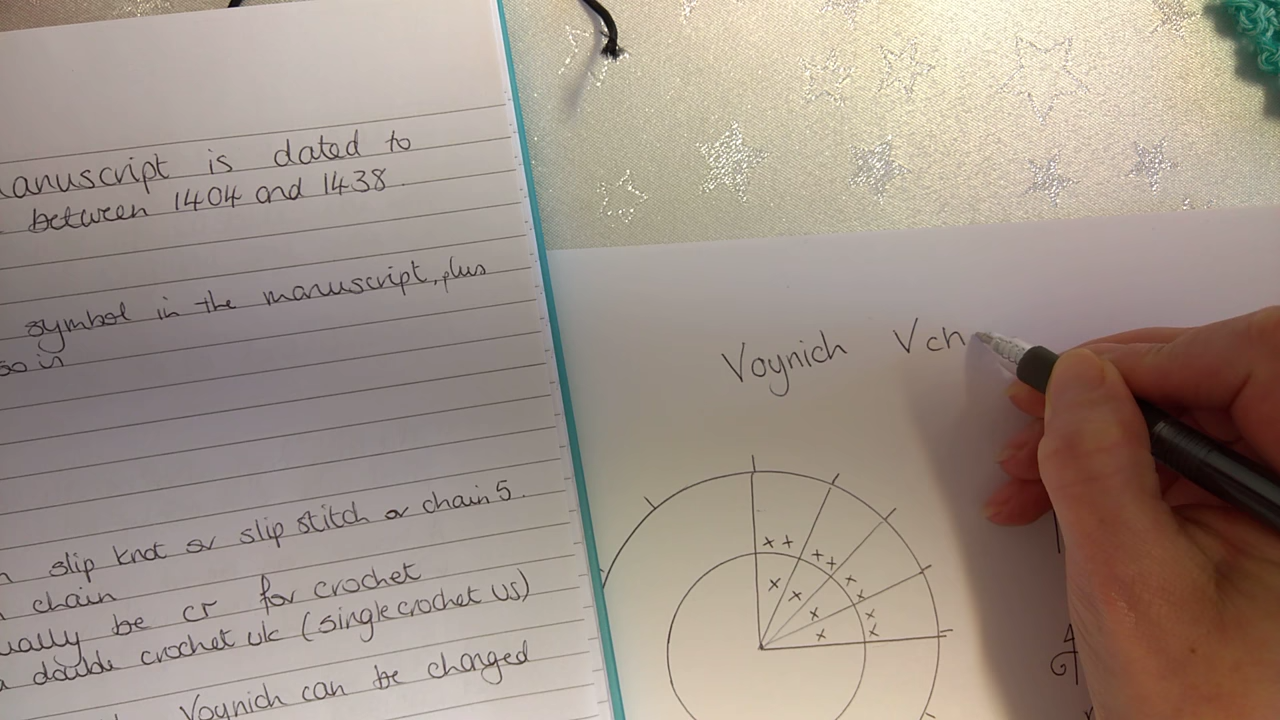 manuscript is dated to
between 1404 and 1438.
symbol in the manuscript, plus
so in
slip knot or slip stitch or chain 5.
chain
ually be cr for crochet
double crochet uk (single crochet US)
Voynich can be changed
Voynich Vch
4